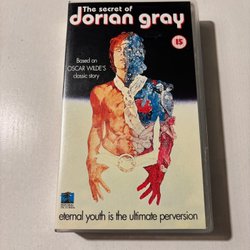 The secret of
dorian gray
15
Based on
OSCAR WILDE'S
classic story
eternal youth is the ultimate perversion